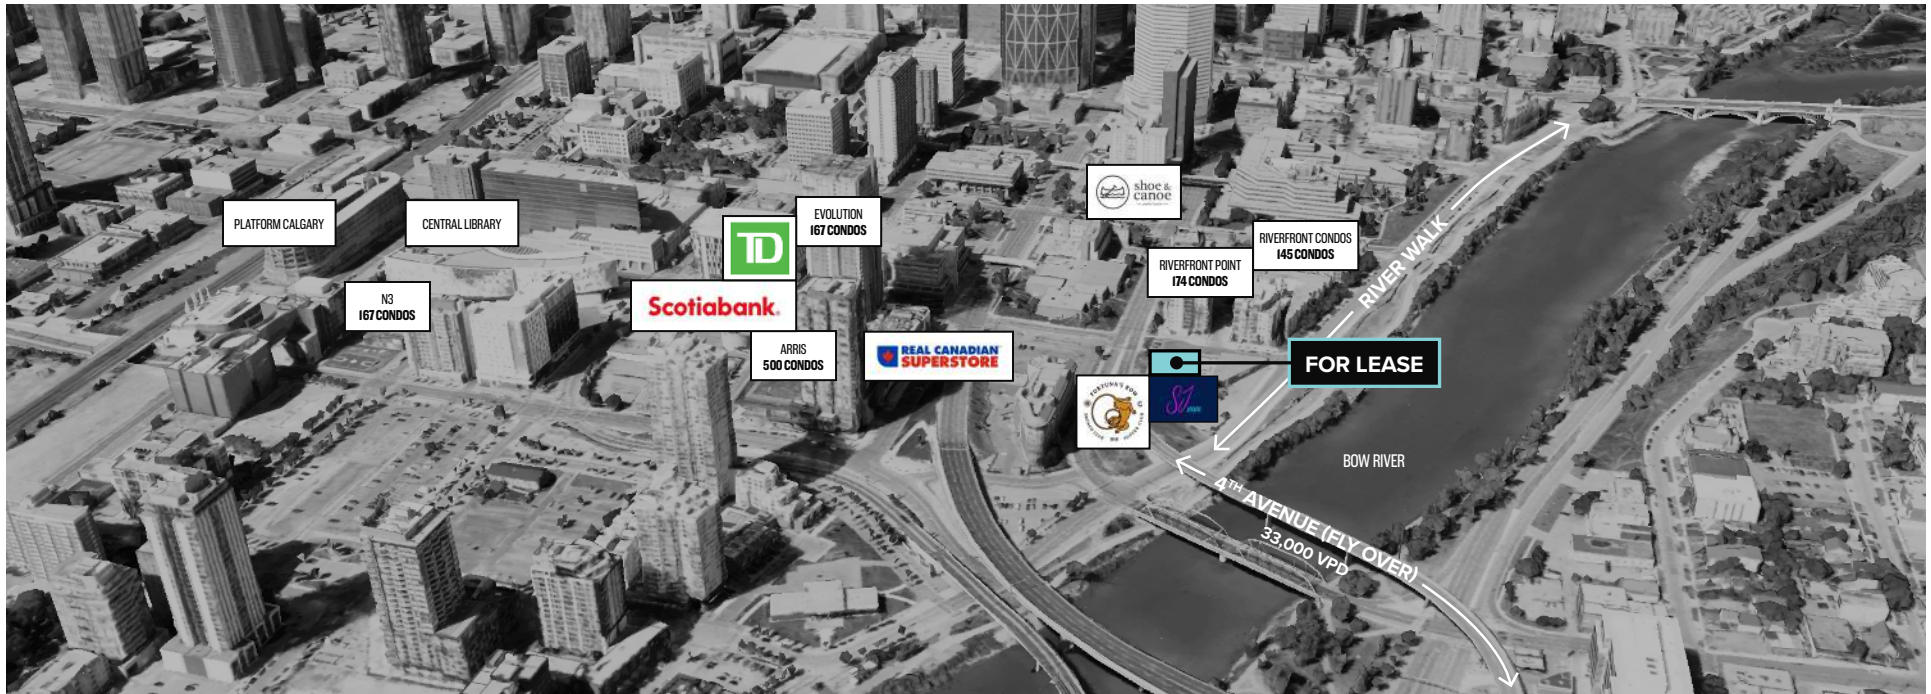 shoe &
canoe
PLATFORM CALGARY
CENTRAL LIBRARY
EVOLUTION
167 CONDOS
TD
RIVERFRONT CONDOS
145 CONDOS
RIVERFRONT POINT
174 CONDOS
RIVER WALK
N3
167 CONDOS
Scotiabank
ARRIS
500 CONDOS
REAL CANADIAN
SUPERSTORE
FOR LEASE
FORTUNA'S ROW
BOW RIVER
4TH AVENUE (FLY OVER)
33,000 VPD